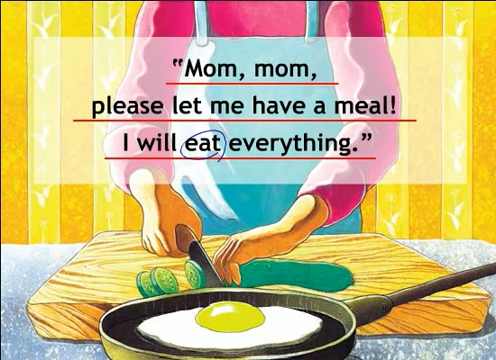 “Mom, mom,
please let me have a meal!
I will eat everything.”